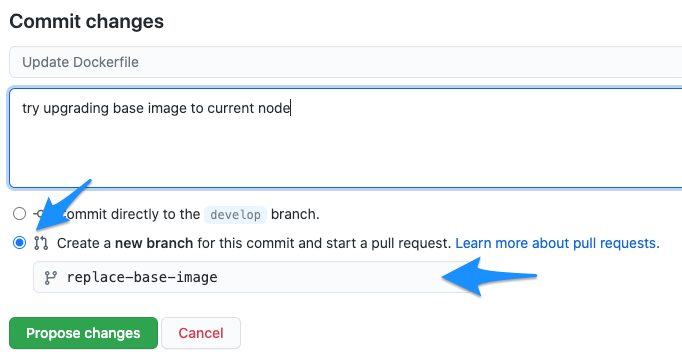 Commit changes
Update Dockerfile
try upgrading base image to current node
ommit directly to the develop branch.
Create a new branch for this commit and start a pull request. Learn more about pull requests.
replace-base-image
Propose changes Cancel